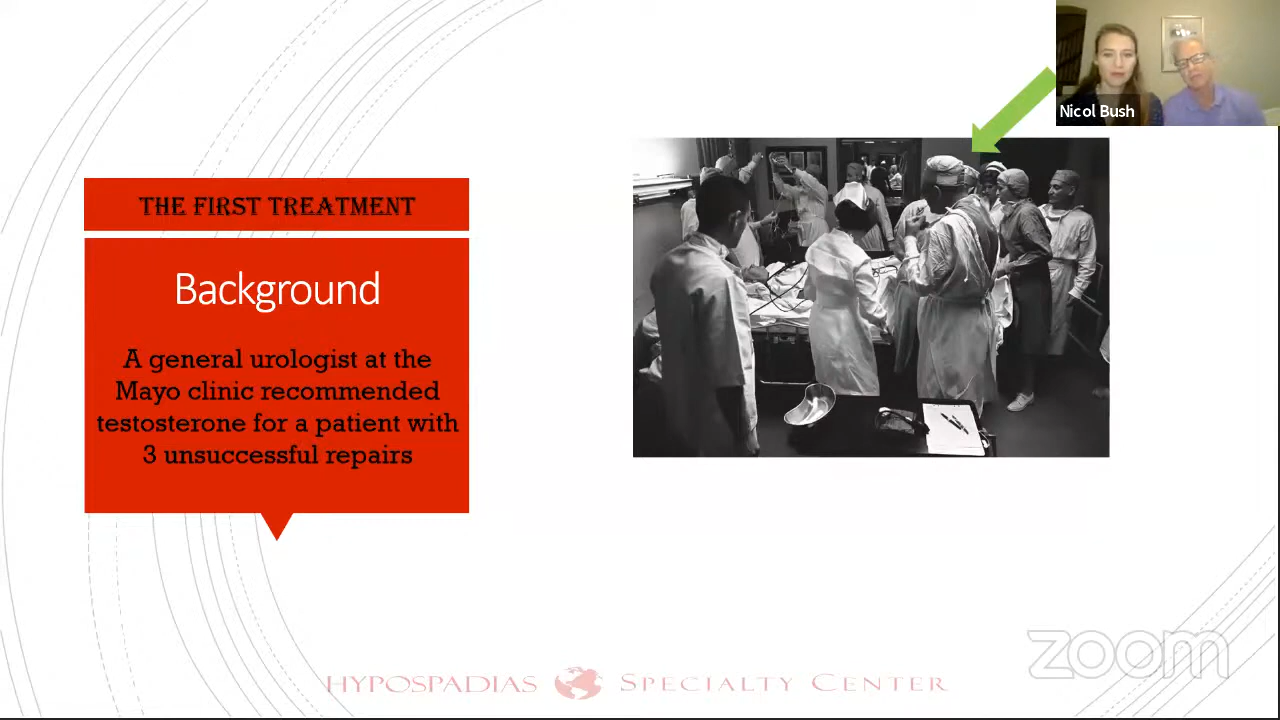 Nicol Bush
THE FIRST TREATMENT
Background
A general urologist at the
Mayo clinic recommended
testosterone for a patient with
3 unsuccessful repairs
zoom
HYPOSPADIAS SPECIALTY CENTER